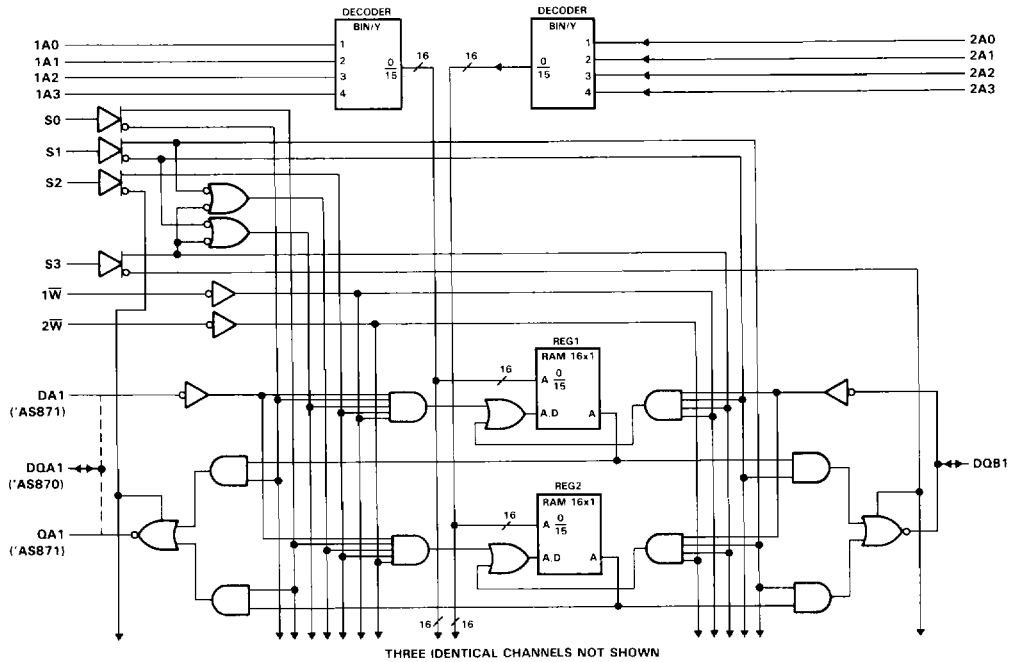 DECODER
BIN/Y
1A0
1A1
1A2
1A3
1
2
3
4
0
15
16
DECODER
BIN/Y
16
0
15
1
2
3
4
2A0
2A1
2A2
2A3
S0
S1
S2
S3
1W̅
2W̅
REG1
RAM 16x1
16
A
0
15
A,D
A
DA1
('AS871)
DQA1
('AS870)
QA1
('AS871)
DQB1
REG2
RAM 16x1
16
A
0
15
A,D
A
16
16
THREE IDENTICAL CHANNELS NOT SHOWN